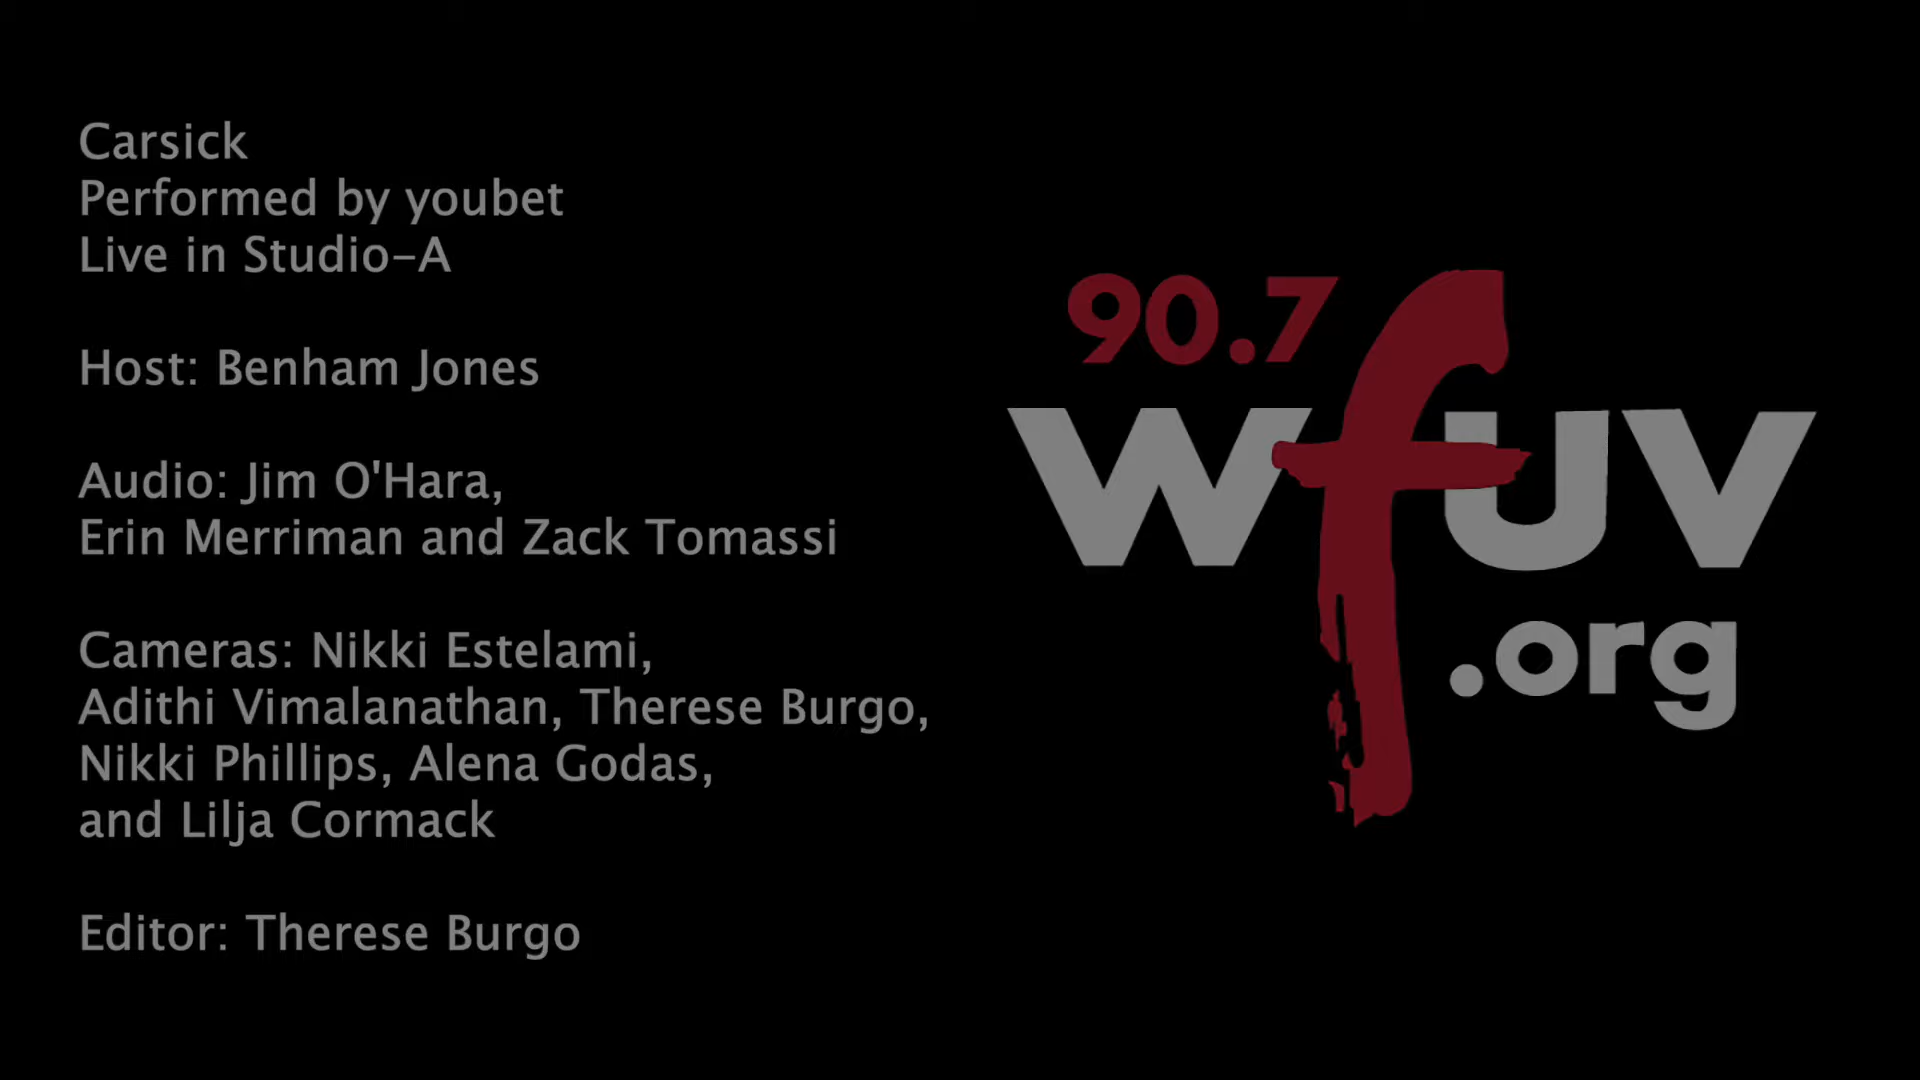 Carsick
Performed by youbet
Live in Studio-A
Host: Benham Jones
Audio: Jim O'Hara,
Erin Merriman and Zack Tomassi
Cameras: Nikki Estelami,
Adithi Vimalanathan, Therese Burgo,
Nikki Phillips, Alena Godas,
and Lilja Cormack
Editor: Therese Burgo
90.7
wfuv
.org